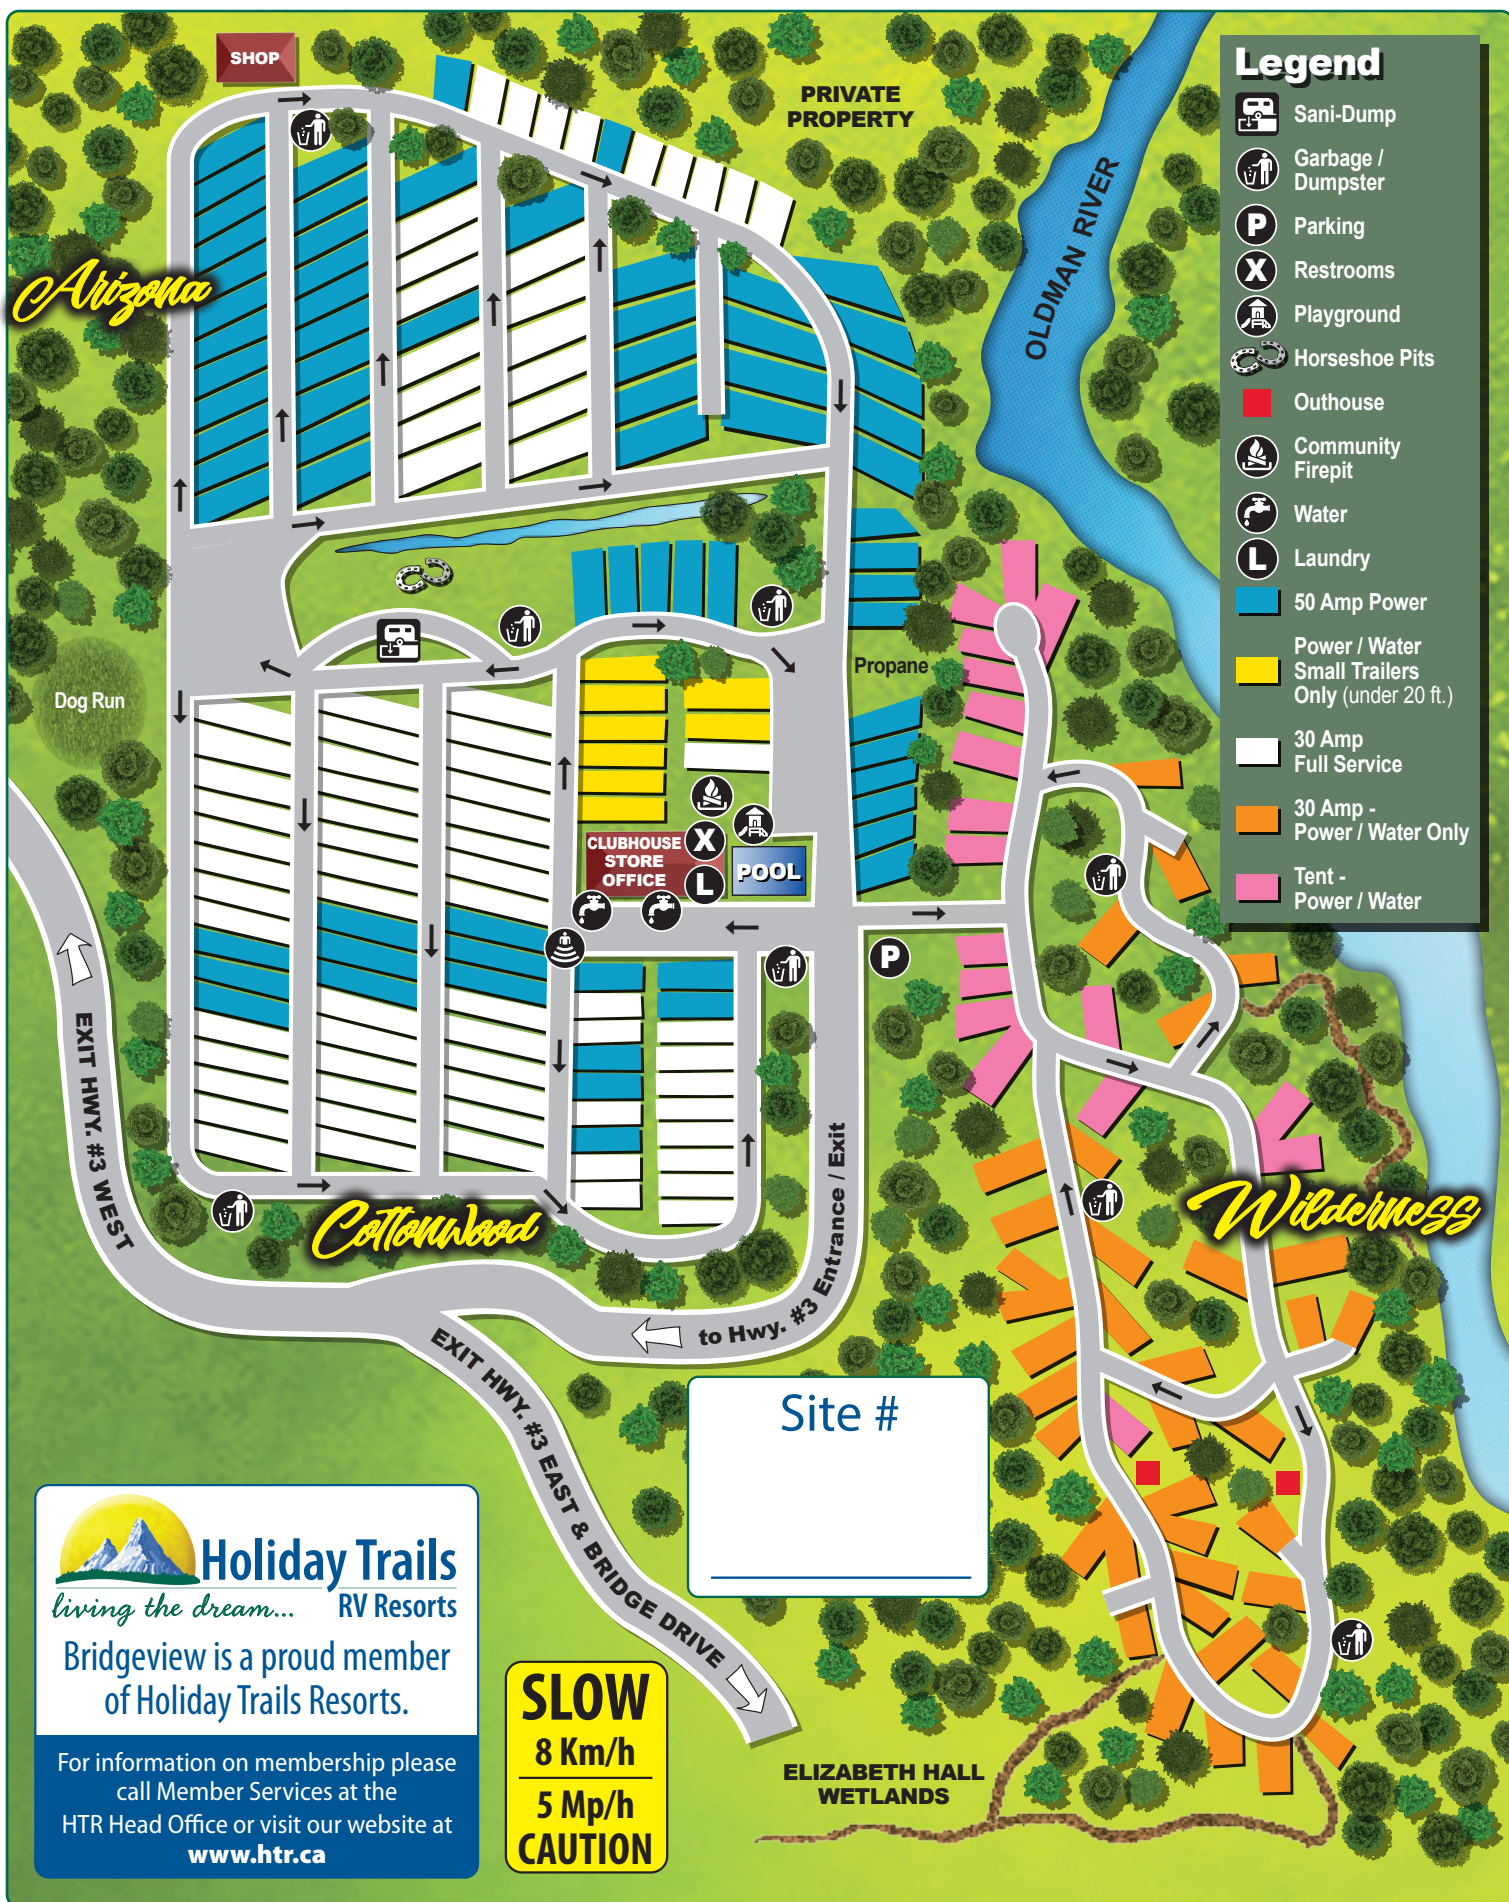 SHOP
PRIVATE
PROPERTY
OLDMAN RIVER
Legend
Sani-Dump
Garbage /
Dumpster
P
Parking
X
Restrooms
Playground
Horseshoe Pits
Outhouse
Community
Firepit
Water
L
Laundry
50 Amp Power
Power / Water
Small Trailers
Only (under 20 ft.)
30 Amp
Full Service
30 Amp -
Power / Water Only
Tent -
Power / Water
Arizona
Dog Run
Propane
CLUBHOUSE
STORE
OFFICE
X
L
POOL
P
EXIT HWY. #3 WEST
Cottonwood
Wilderness
to Hwy. #3 Entrance / Exit
EXIT HWY. #3 EAST & BRIDGE DRIVE
Site #
Holiday Trails
living the dream...
RV Resorts
Bridgeview is a proud member
of Holiday Trails Resorts.
For information on membership please
call Member Services at the
HTR Head Office or visit our website at
www.htr.ca
SLOW
8 Km/h
5 Mp/h
CAUTION
ELIZABETH HALL
WETLANDS